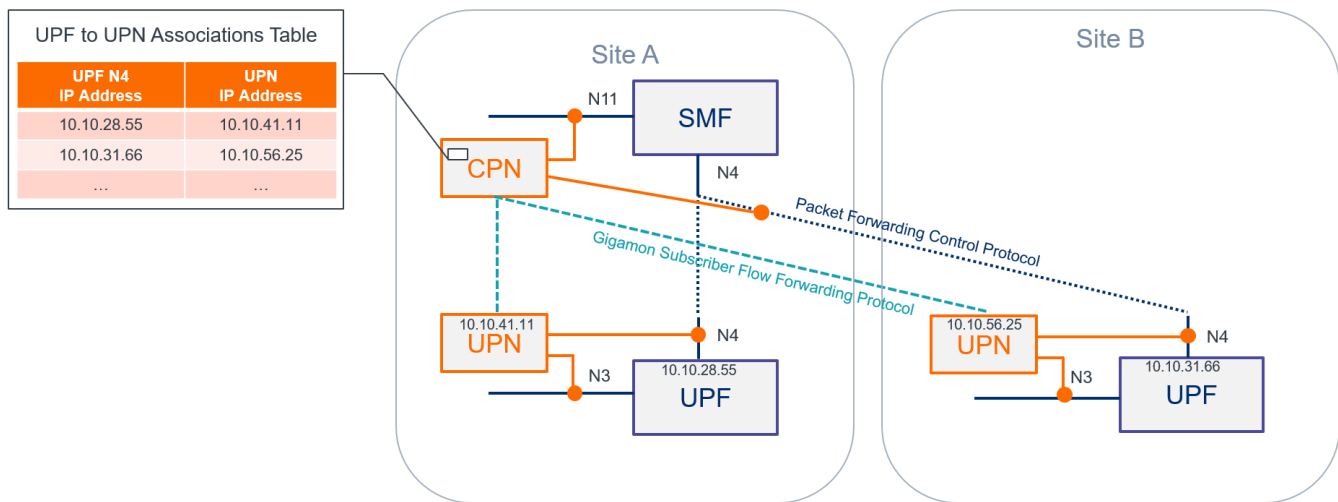 UPF to UPN Associations Table
UPF N4
IP Address
UPN
IP Address
10.10.28.55
10.10.41.11
10.10.31.66
10.10.56.25
…
…
Site A
Site B
N11
SMF
CPN
N4
Packet Forwarding Control Protocol
Gigamon Subscriber Flow Forwarding Protocol
10.10.41.11
UPN
N4
N3
10.10.28.55
UPF
10.10.56.25
UPN
N4
N3
10.10.31.66
UPF